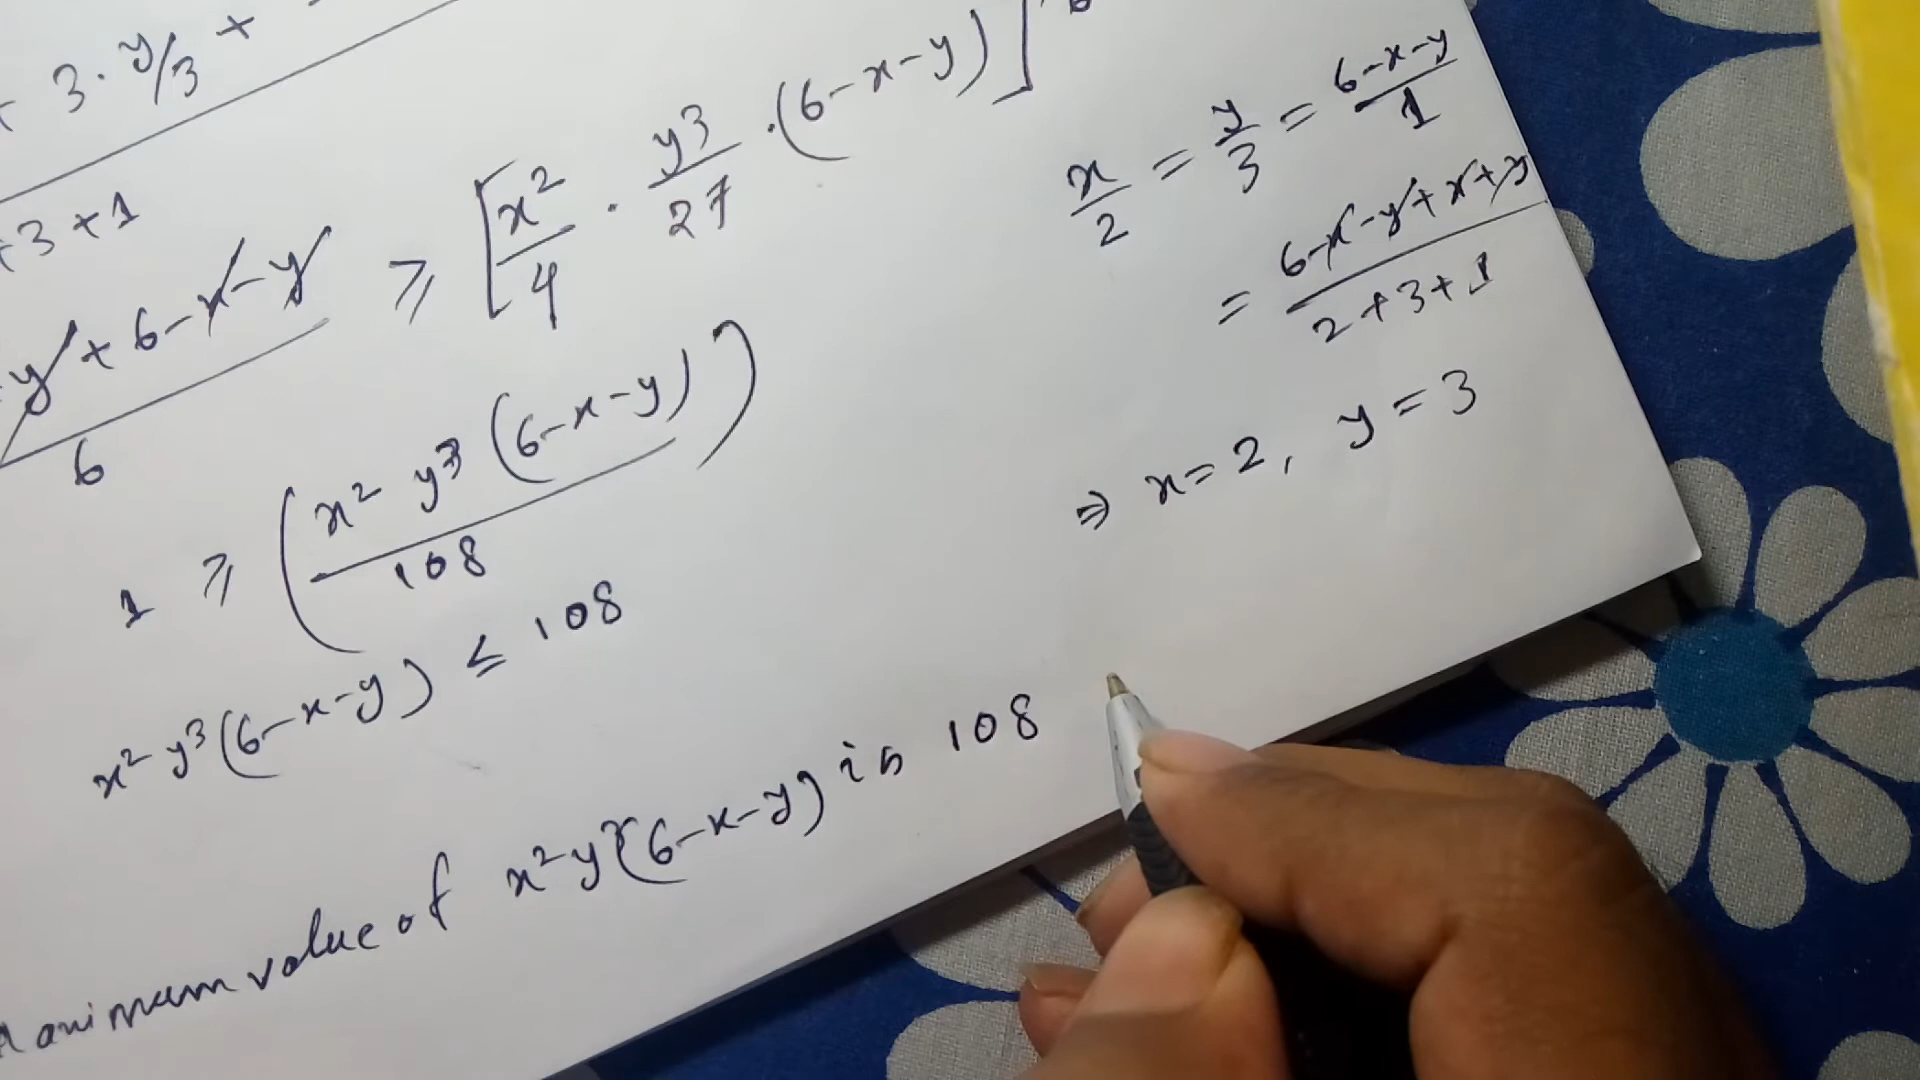 3 · y/3 +
+3+1
y + 6-x-y / 6 ≥ [x²/4 · y³/27 · (6-x-y)]
1 ≥ (x² y³ (6-x-y) / 108)
x² y³ (6-x-y) ≤ 108
value of x² y³ (6-x-y) is 108
x/2 = y/3 = 6-x-y/1
= 6-x-y+x+y / 2+3+1
⇒ x = 2, y = 3